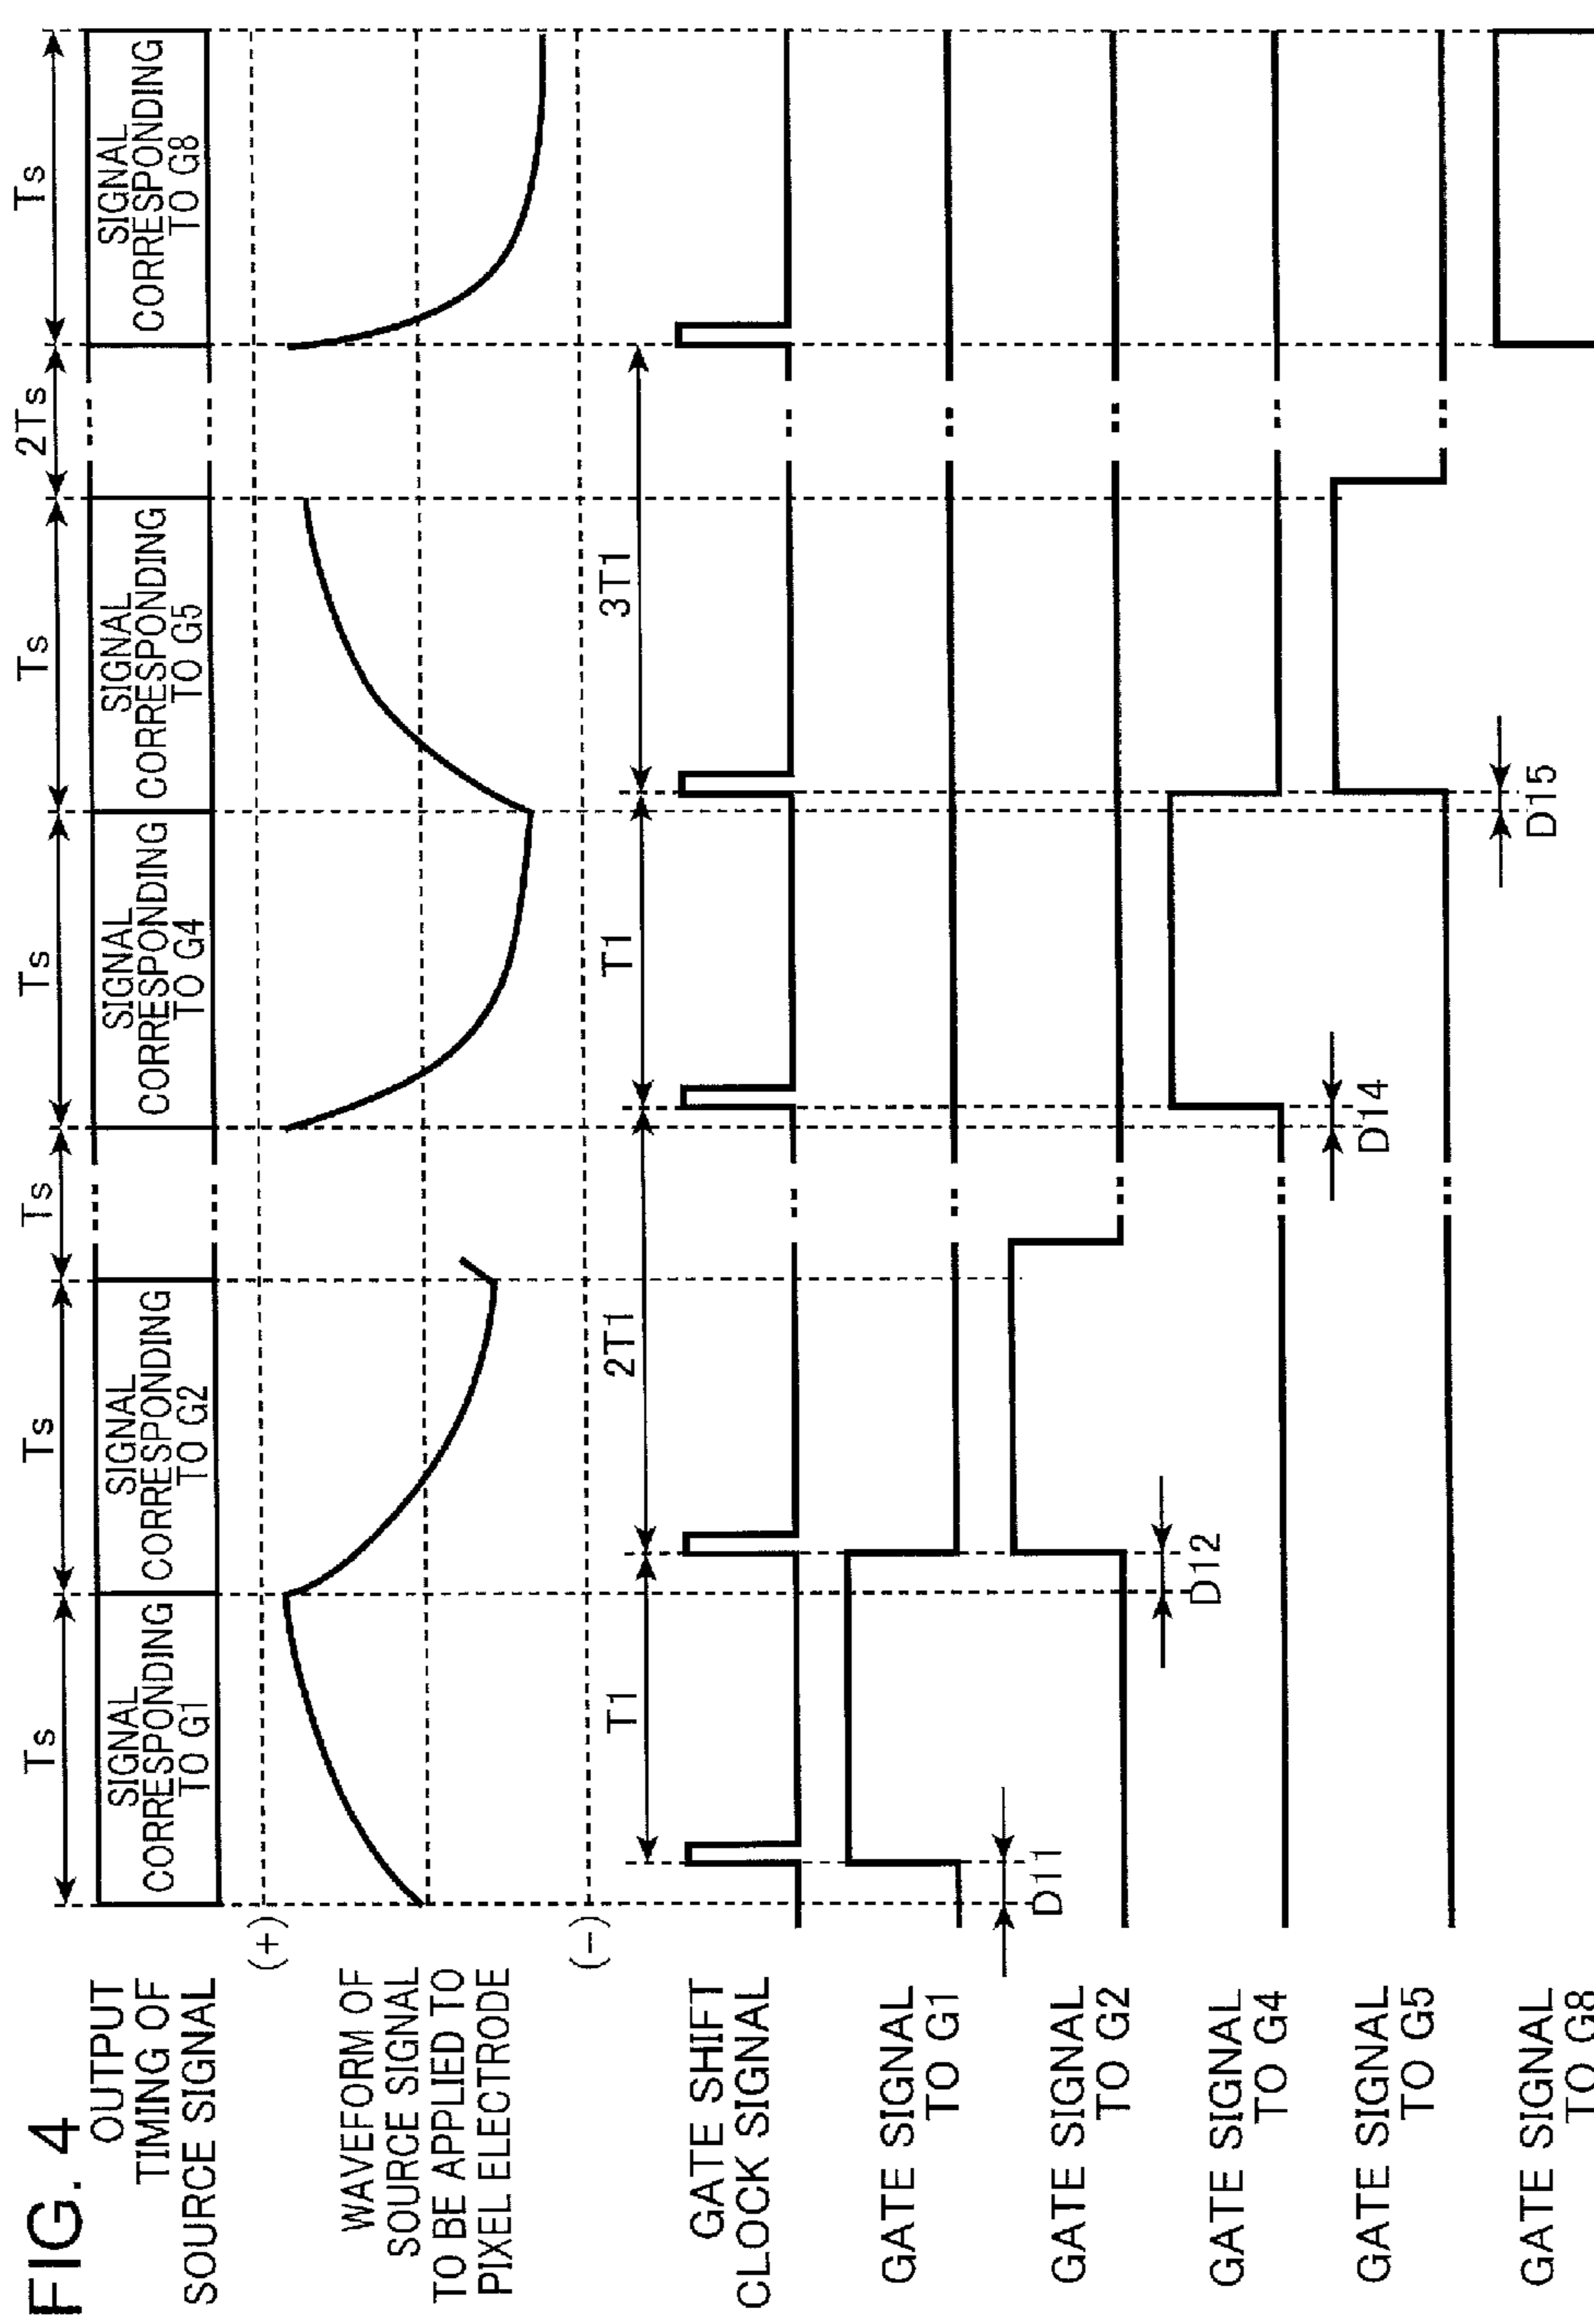 FIG. 4
OUTPUT
TIMING OF
SOURCE SIGNAL
Ts
Ts
Ts
Ts
Ts
2Ts
Ts
SIGNAL
CORRESPONDING
TO G1
SIGNAL
CORRESPONDING
TO G2
SIGNAL
CORRESPONDING
TO G4
SIGNAL
CORRESPONDING
TO G5
SIGNAL
CORRESPONDING
TO G8
(+)
WAVEFORM OF
SOURCE SIGNAL
TO BE APPLIED TO
PIXEL ELECTRODE
(-)
GATE SHIFT
CLOCK SIGNAL
T1
2T1
T1
3T1
GATE SIGNAL
TO G1
D11
GATE SIGNAL
TO G2
D12
GATE SIGNAL
TO G4
D14
GATE SIGNAL
TO G5
D15
GATE SIGNAL
TO G8